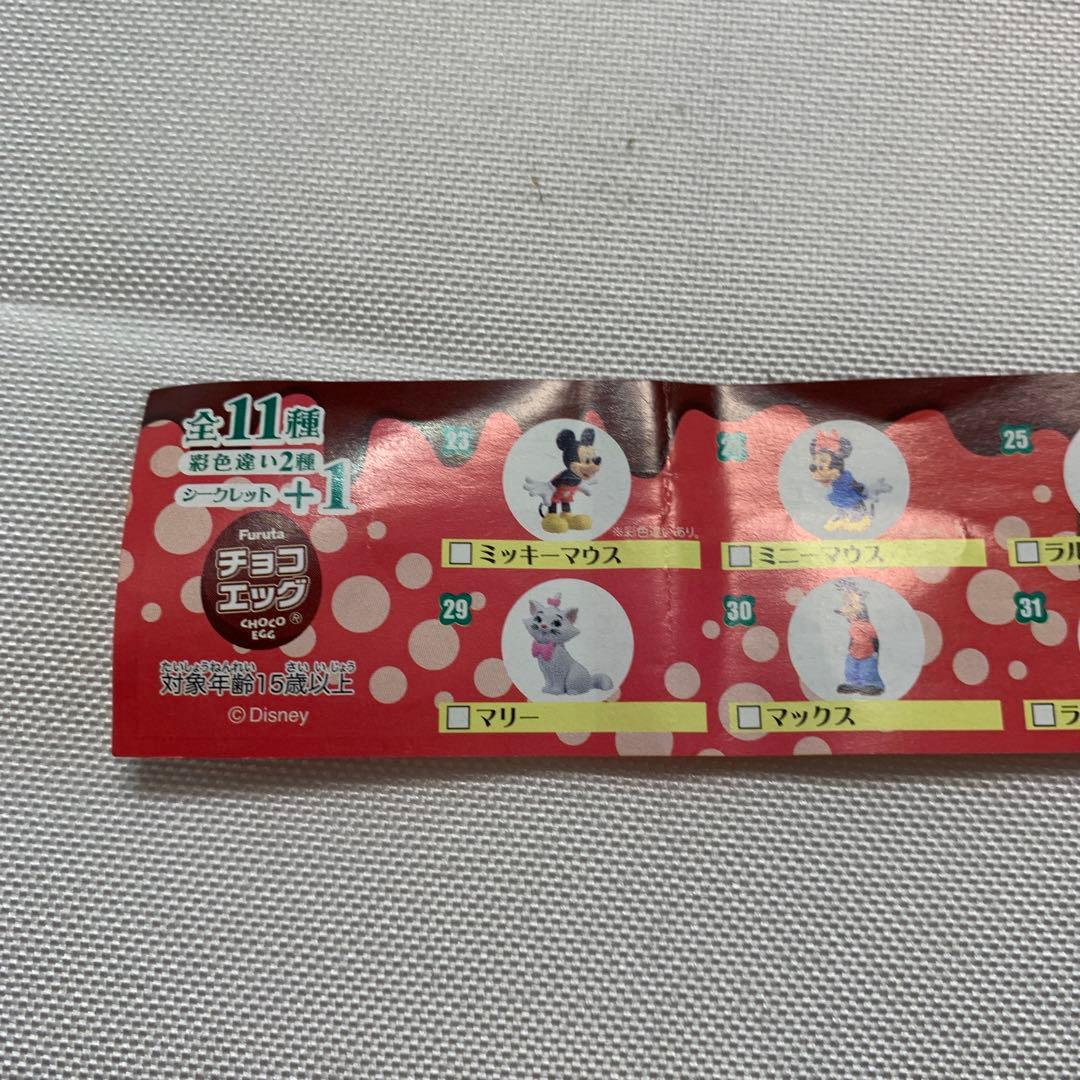 全11種
彩色違い2種
シークレット+1
Furuta
チョコ
エッグ
CHOCO ®
EGG
たいしょうねんれい さい いじょう
対象年齢15歳以上
©Disney
23
※彩色違いあり。
ミッキーマウス
24
ミニーマウス
25
29
マリー
30
マックス
31
ラ